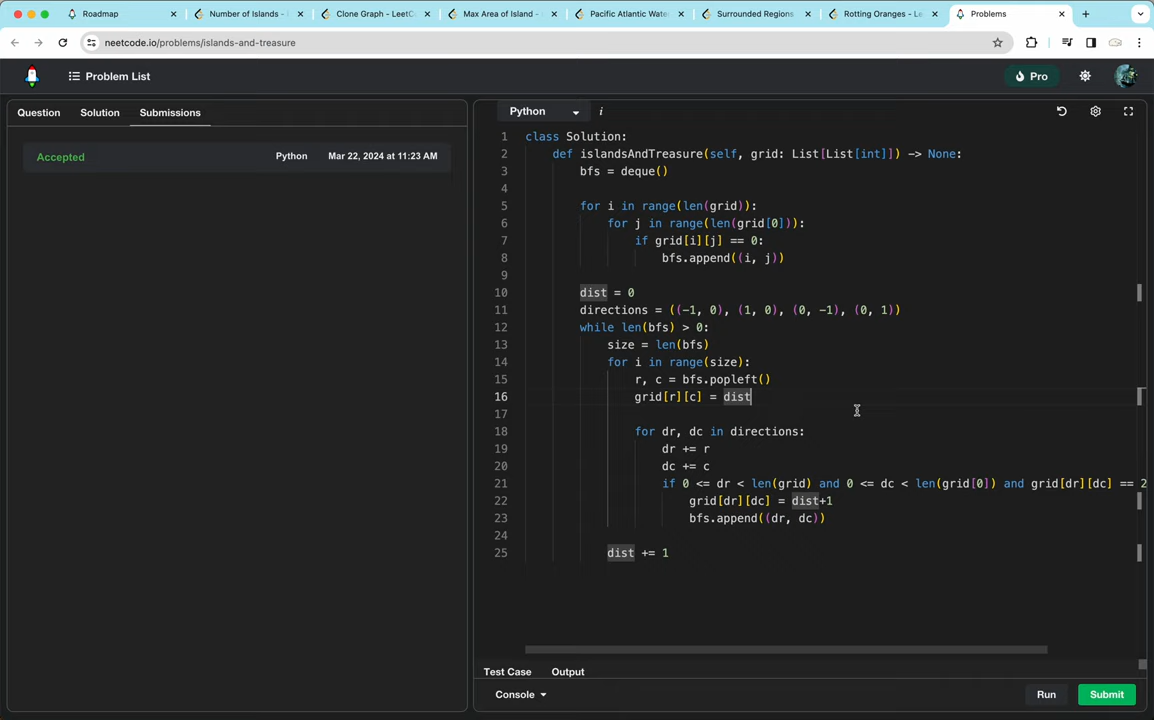 Roadmap
Number of Islands -
Clone Graph - LeetC
Max Area of Island -
Pacific Atlantic Wate
Surrounded Regions
Rotting Oranges - Le
Problems
neetcode.io/problems/islands-and-treasure
Problem List
Pro
Question Solution Submissions
Python
i
Accepted Python Mar 22, 2024 at 11:23 AM
1 class Solution:
2 def islandsAndTreasure(self, grid: List[List[int]]) -> None:
3 bfs = deque()
4
5 for i in range(len(grid)):
6 for j in range(len(grid[0])):
7 if grid[i][j] == 0:
8 bfs.append((i, j))
9
10 dist = 0
11 directions = ((-1, 0), (1, 0), (0, -1), (0, 1))
12 while len(bfs) > 0:
13 size = len(bfs)
14 for i in range(size):
15 r, c = bfs.popleft()
16 grid[r][c] = dist
17
18 for dr, dc in directions:
19 dr += r
20 dc += c
21 if 0 <= dr < len(grid) and 0 <= dc < len(grid[0]) and grid[dr][dc] == 2
22 grid[dr][dc] = dist+1
23 bfs.append((dr, dc))
24
25 dist += 1
Test Case Output
Console
Run
Submit